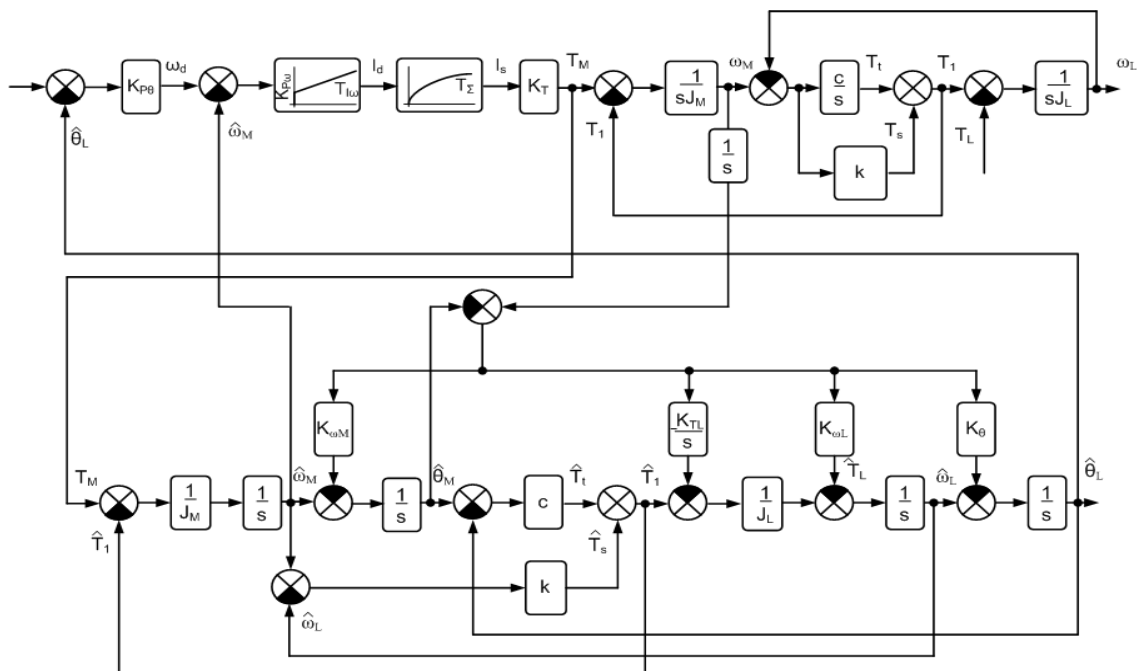 K_Pθ
ω_d
K_Pω
T_Iω
I_d
T_Σ
I_s
K_T
T_M
T_1
1
sJ_M
ω_M
c
s
T_t
T_s
k
T_1
T_L
1
sJ_L
ω_L
θ̂_L
ω̂_M
1
s
K_ωM
-K_TL
s
K_ωL
K_θ
T_M
T̂_1
1
J_M
1
s
ω̂_M
1
s
θ̂_M
c
T̂_t
T̂_s
T̂_1
1
J_L
T̂_L
1
s
ω̂_L
1
s
θ̂_L
k
ω̂_L